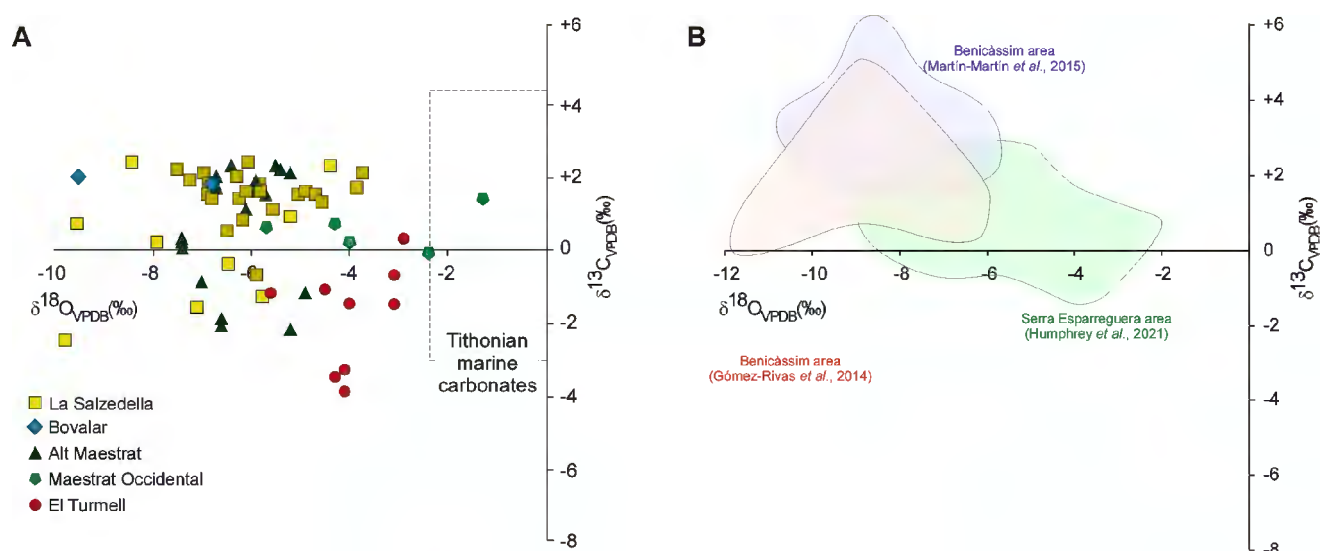 A
+6
+4
+2
0
-2
-4
-6
-8
-10
-8
-6
-4
-2
δ18OVPDB(‰)
δ13CVPDB(‰)
Tithonian
marine
carbonates
La Salzedella
Bovalar
Alt Maestrat
Maestrat Occidental
El Turmell
B
+6
+4
+2
0
-2
-4
-6
-8
-12
-10
-8
-6
-4
-2
δ18OVPDB(‰)
δ13CVPDB(‰)
Benicàssim area
(Martín-Martín et al., 2015)
Serra Esparreguera area
(Humphrey et al., 2021)
Benicàssim area
(Gómez-Rivas et al., 2014)